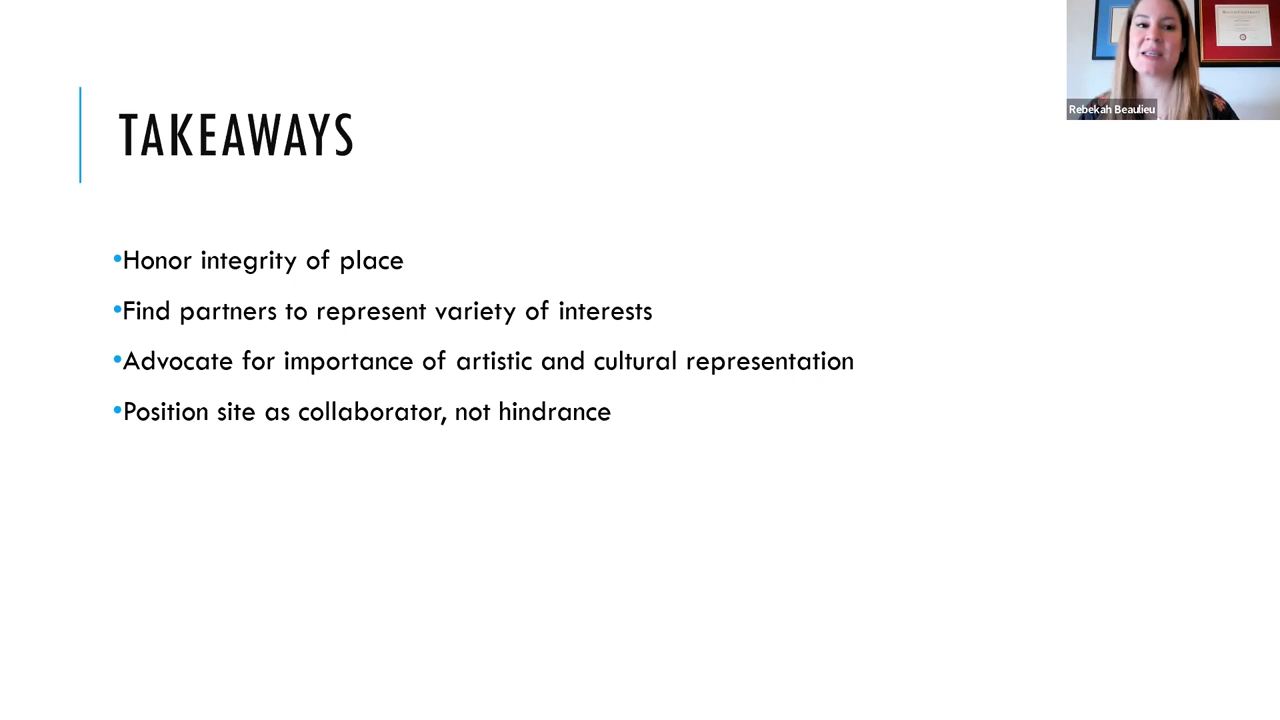 TAKEAWAYS
•Honor integrity of place
•Find partners to represent variety of interests
•Advocate for importance of artistic and cultural representation
•Position site as collaborator, not hindrance
Rebekah Beaulieu